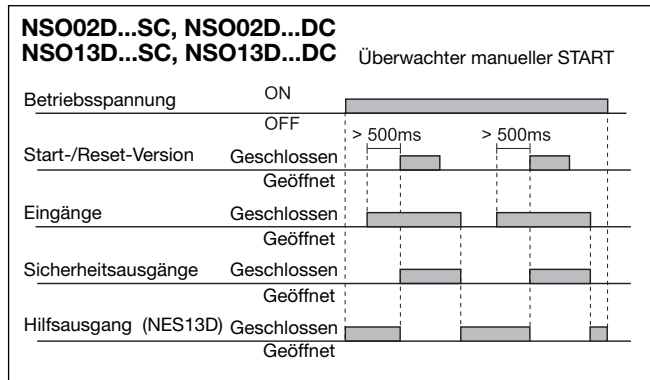 NSO02D...SC, NSO02D...DC
NSO13D...SC, NSO13D...DC Überwachter manueller START
Betriebsspannung ON
OFF
> 500ms > 500ms
Start-/Reset-Version Geschlossen
Geöffnet
Eingänge Geschlossen
Geöffnet
Sicherheitsausgänge Geschlossen
Geöffnet
Hilfsausgang (NES13D) Geschlossen
Geöffnet